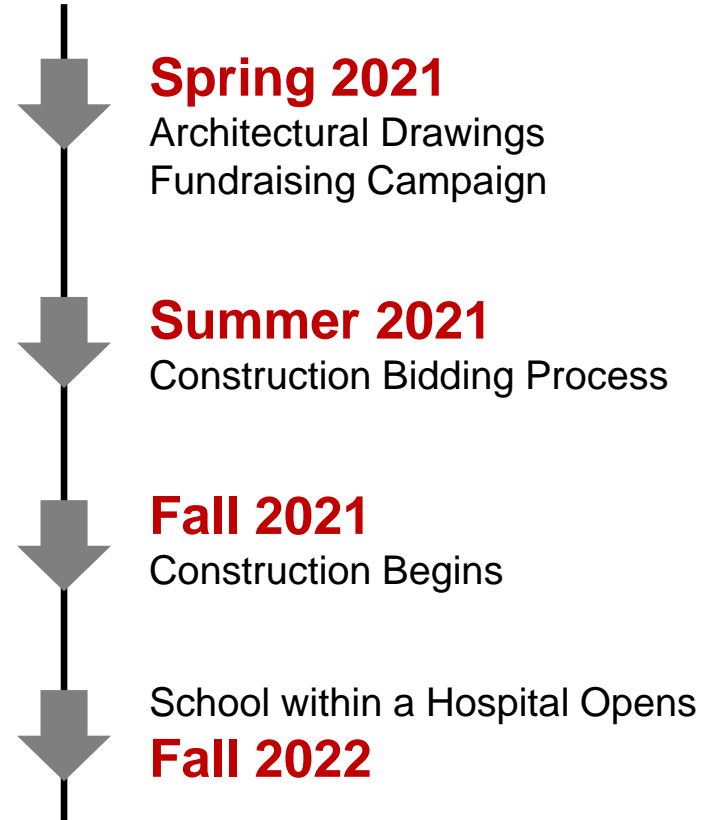 Spring 2021
Architectural Drawings
Fundraising Campaign
Summer 2021
Construction Bidding Process
Fall 2021
Construction Begins
School within a Hospital Opens
Fall 2022